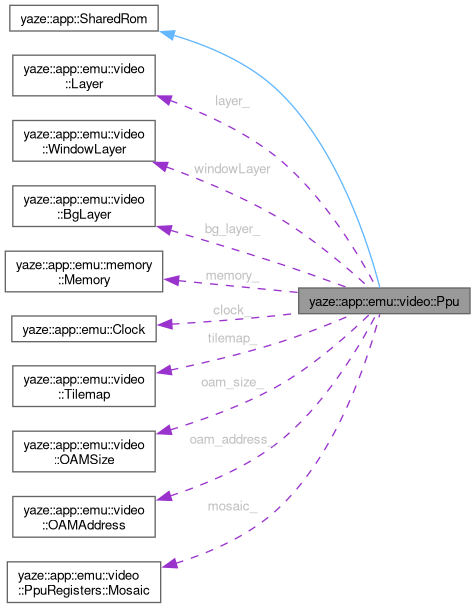 yaze::app::SharedRom
yaze::app::emu::video
::Layer
layer_
yaze::app::emu::video
::WindowLayer
windowLayer
yaze::app::emu::video
::BgLayer
bg_layer_
yaze::app::emu::memory
::Memory
memory_
yaze::app::emu::video::Ppu
clock_
yaze::app::emu::Clock
tilemap_
yaze::app::emu::video
::Tilemap
oam_size_
yaze::app::emu::video
::OAMSize
oam_address_
yaze::app::emu::video
::OAMAddress
mosaic_
yaze::app::emu::video
::PpuRegisters::Mosaic